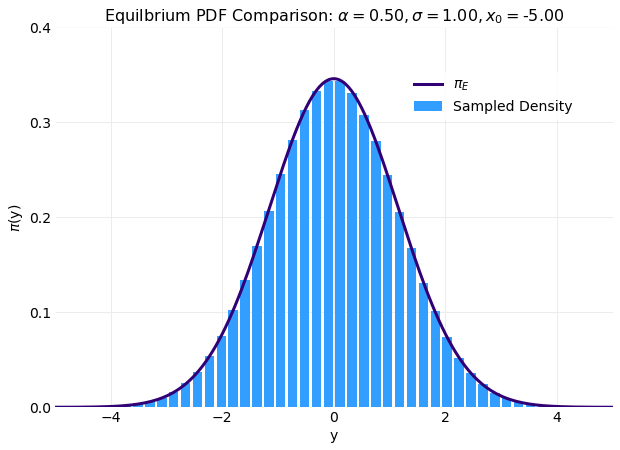 Equilbrium PDF Comparison: α = 0.50, σ = 1.00, x₀ = -5.00
0.4
0.3
0.2
0.1
0.0
π(y)
π_E
Sampled Density
−4 −2 0 2 4
y